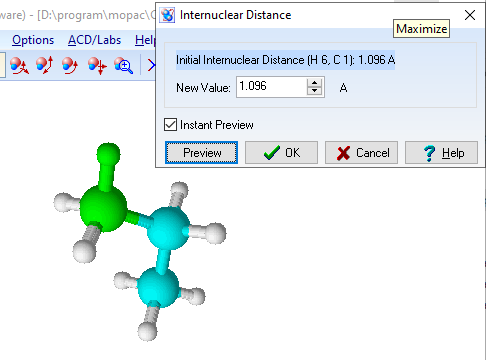 ware) - [D:\program\mopac\C
Internuclear Distance
Maximize
Options ACD/Labs Hel
Initial Internuclear Distance (H 6, C 1): 1.096 A
New Value: 1.096 A
Instant Preview
Preview OK Cancel Help